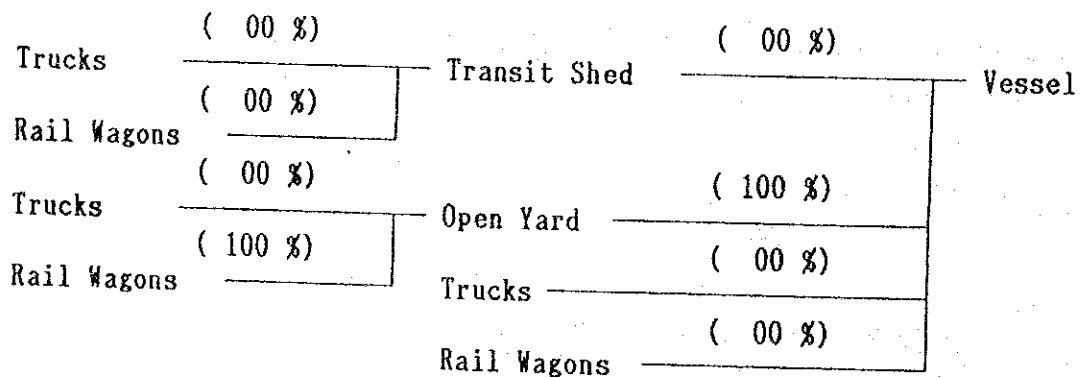 ( 00 %) ( 00 %)
Trucks Transit Shed Vessel
( 00 %)
Rail Wagons
( 00 %) ( 100 %)
Trucks Open Yard
( 100 %) ( 00 %)
Rail Wagons Trucks
( 00 %)
Rail Wagons